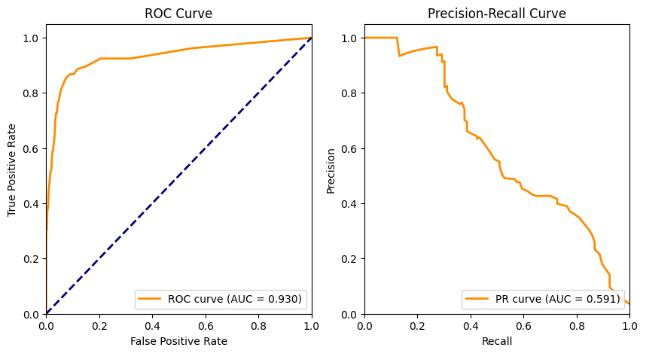 ROC Curve
1.0
0.8
0.6
0.4
0.2
0.0
True Positive Rate
0.0 0.2 0.4 0.6 0.8 1.0
False Positive Rate
ROC curve (AUC = 0.930)
Precision-Recall Curve
1.0
0.8
0.6
0.4
0.2
0.0
Precision
0.0 0.2 0.4 0.6 0.8 1.0
Recall
PR curve (AUC = 0.591)